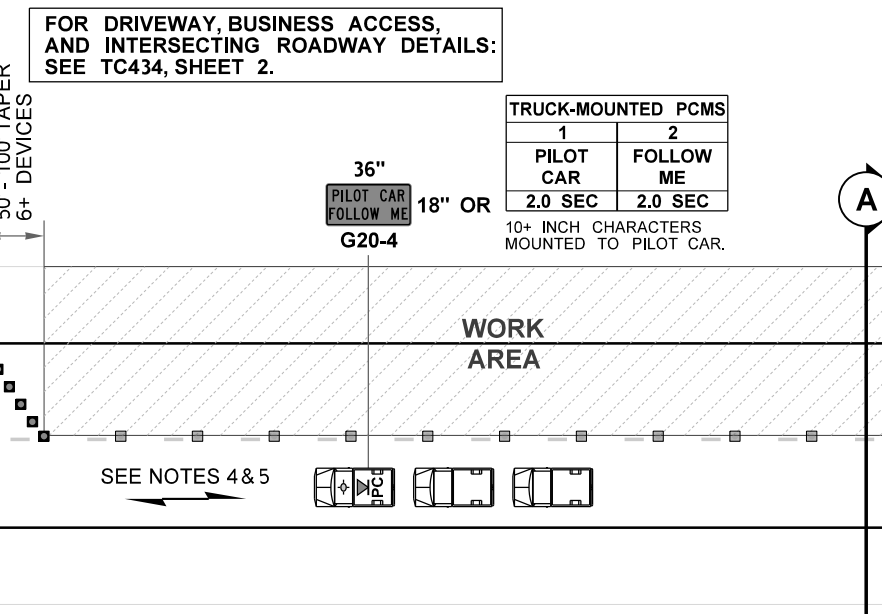 FOR DRIVEWAY, BUSINESS ACCESS,
AND INTERSECTING ROADWAY DETAILS:
SEE TC434, SHEET 2.
50 - 100 TAPER
6+ DEVICES
36"
PILOT CAR
FOLLOW ME
18" OR
G20-4
TRUCK-MOUNTED PCMS
1 2
PILOT CAR FOLLOW ME
2.0 SEC 2.0 SEC
10+ INCH CHARACTERS
MOUNTED TO PILOT CAR.
A
WORK
AREA
SEE NOTES 4 & 5
PC